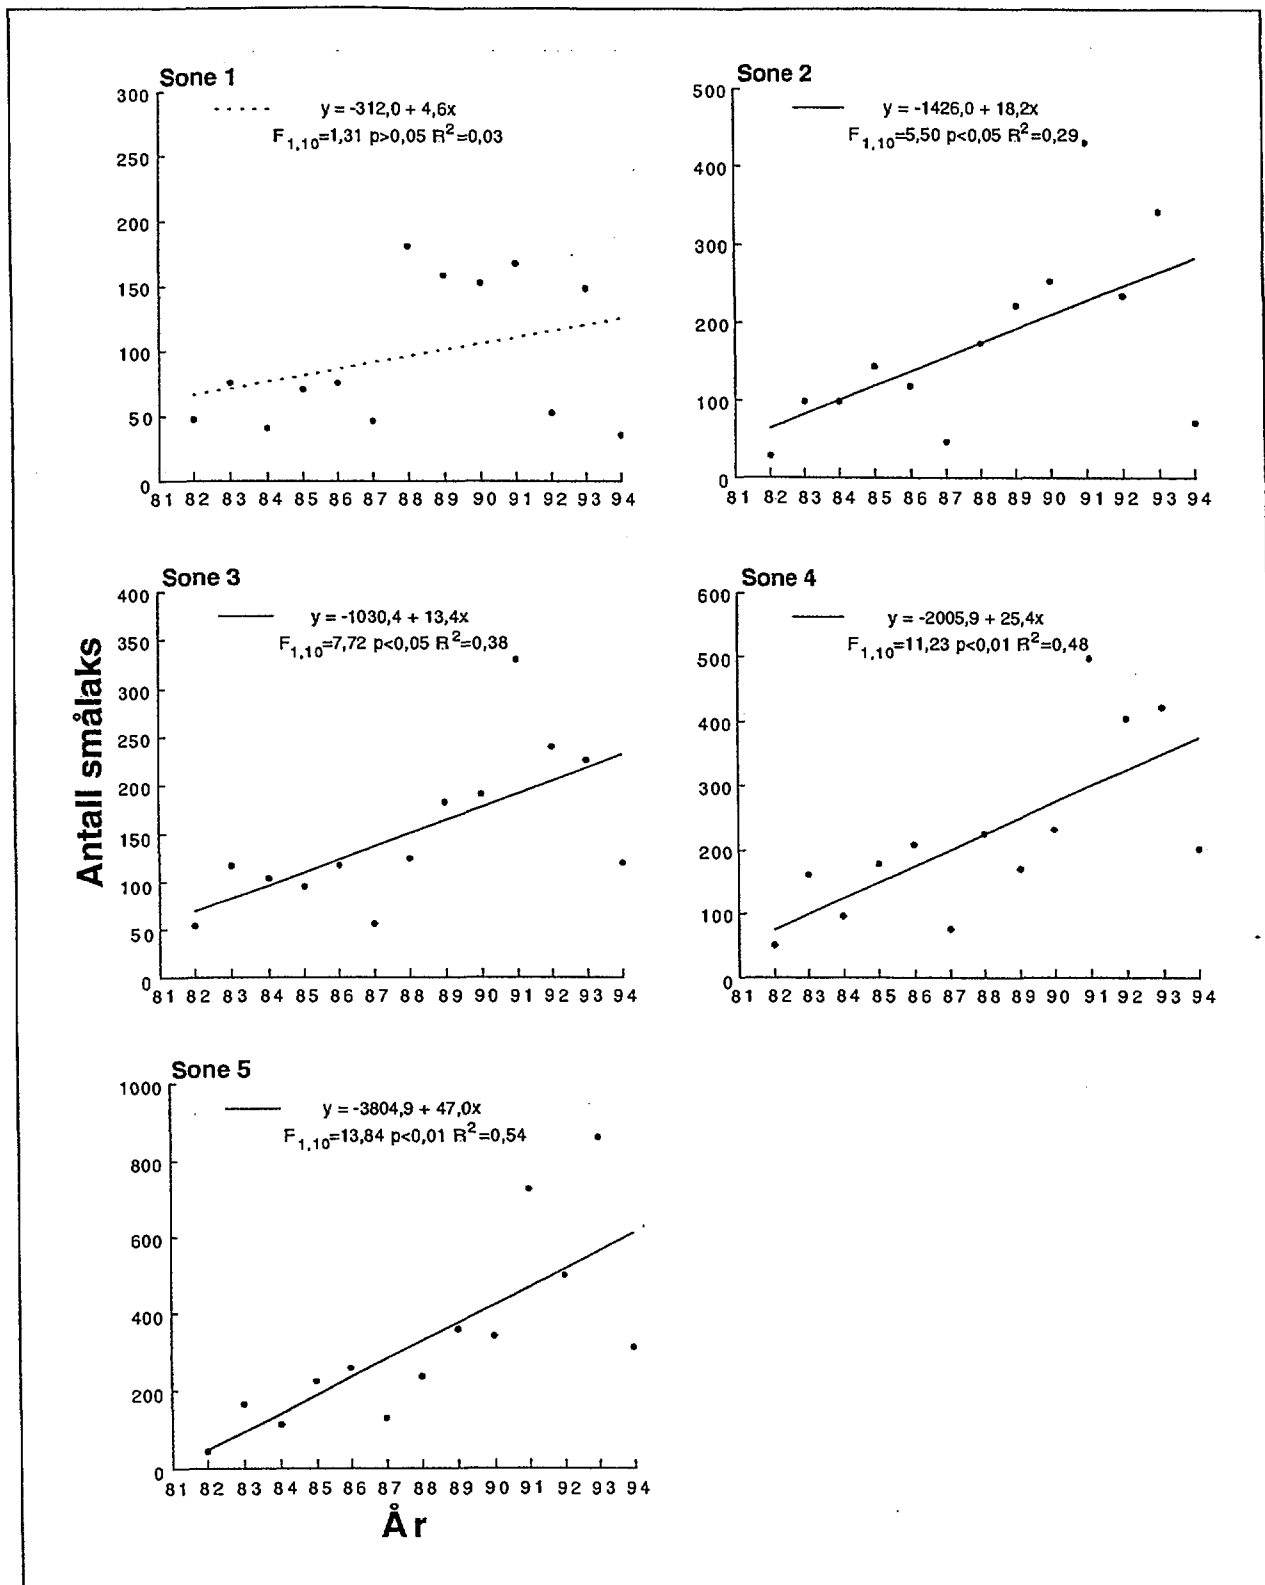 Sone 1
y = -312,0 + 4,6x
F1,10=1,31 p>0,05 R2=0,03
300
250
200
150
100
50
0
81 82 83 84 85 86 87 88 89 90 91 92 93 94
Sone 2
y = -1426,0 + 18,2x
F1,10=5,50 p<0,05 R2=0,29
500
400
300
200
100
0
81 82 83 84 85 86 87 88 89 90 91 92 93 94
Antall smålaks
Sone 3
y = -1030,4 + 13,4x
F1,10=7,72 p<0,05 R2=0,38
400
350
300
250
200
150
100
50
0
81 82 83 84 85 86 87 88 89 90 91 92 93 94
Sone 4
y = -2005,9 + 25,4x
F1,10=11,23 p<0,01 R2=0,48
600
500
400
300
200
100
0
81 82 83 84 85 86 87 88 89 90 91 92 93 94
Sone 5
y = -3804,9 + 47,0x
F1,10=13,84 p<0,01 R2=0,54
1000
800
600
400
200
0
81 82 83 84 85 86 87 88 89 90 91 92 93 94
År